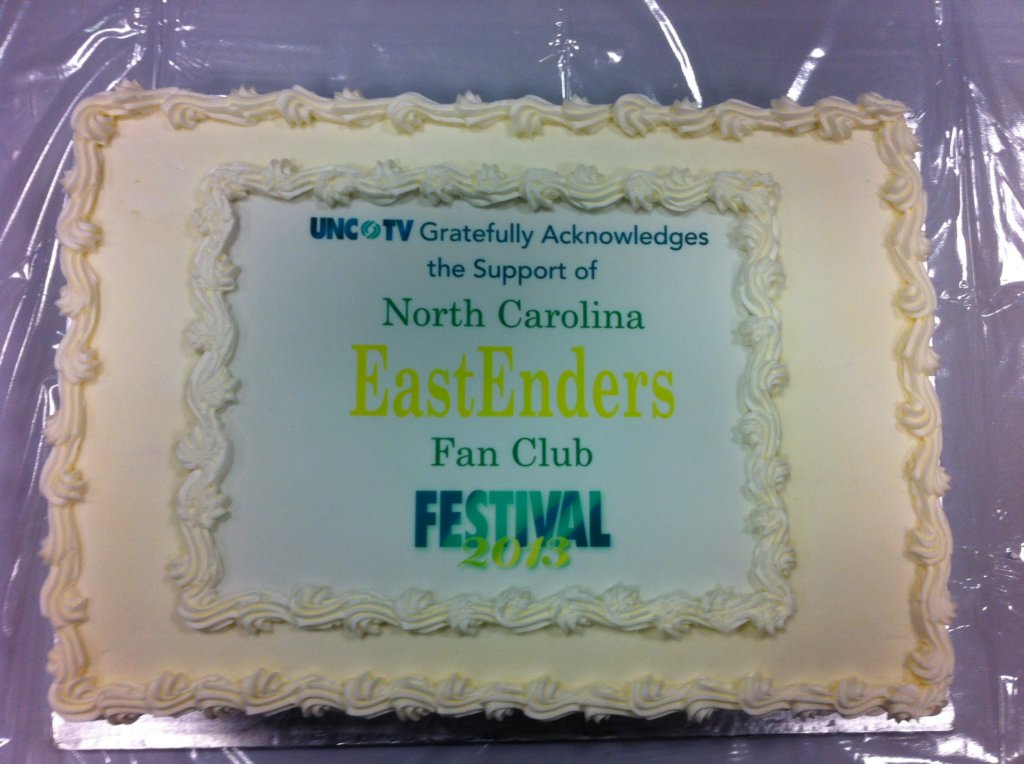 UNC TV Gratefully Acknowledges
the Support of
North Carolina
EastEnders
Fan Club
FESTIVAL
2013